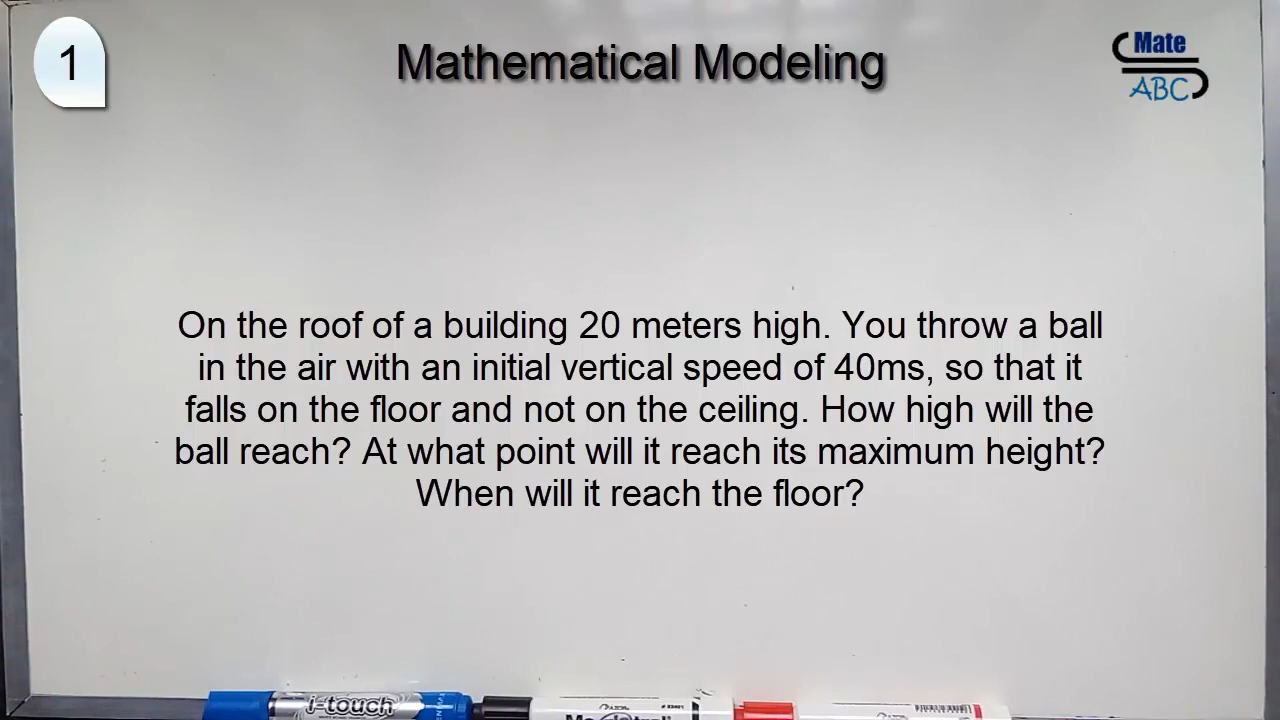 1
Mathematical Modeling
Mate
ABC
On the roof of a building 20 meters high. You throw a ball
in the air with an initial vertical speed of 40ms, so that it
falls on the floor and not on the ceiling. How high will the
ball reach? At what point will it reach its maximum height?
When will it reach the floor?
i-touch